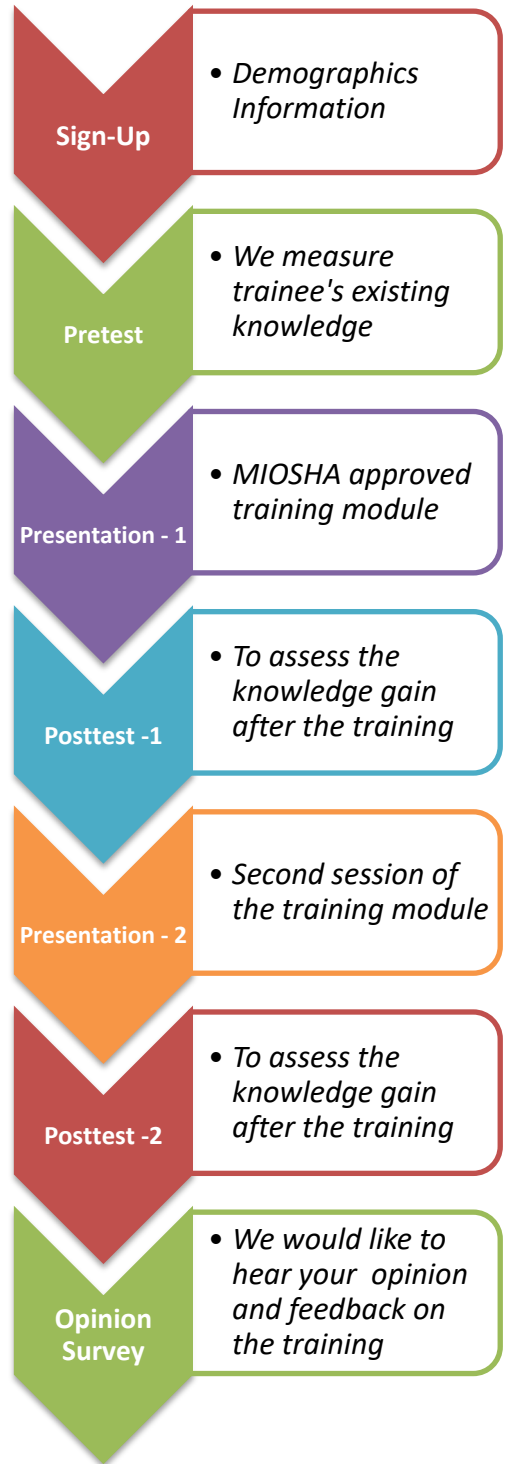 Sign-Up
• Demographics
Information
Pretest
• We measure
trainee's existing
knowledge
Presentation - 1
• MIOSHA approved
training module
Posttest -1
• To assess the
knowledge gain
after the training
Presentation - 2
• Second session of
the training module
Posttest -2
• To assess the
knowledge gain
after the training
Opinion
Survey
• We would like to
hear your  opinion
and feedback on
the training